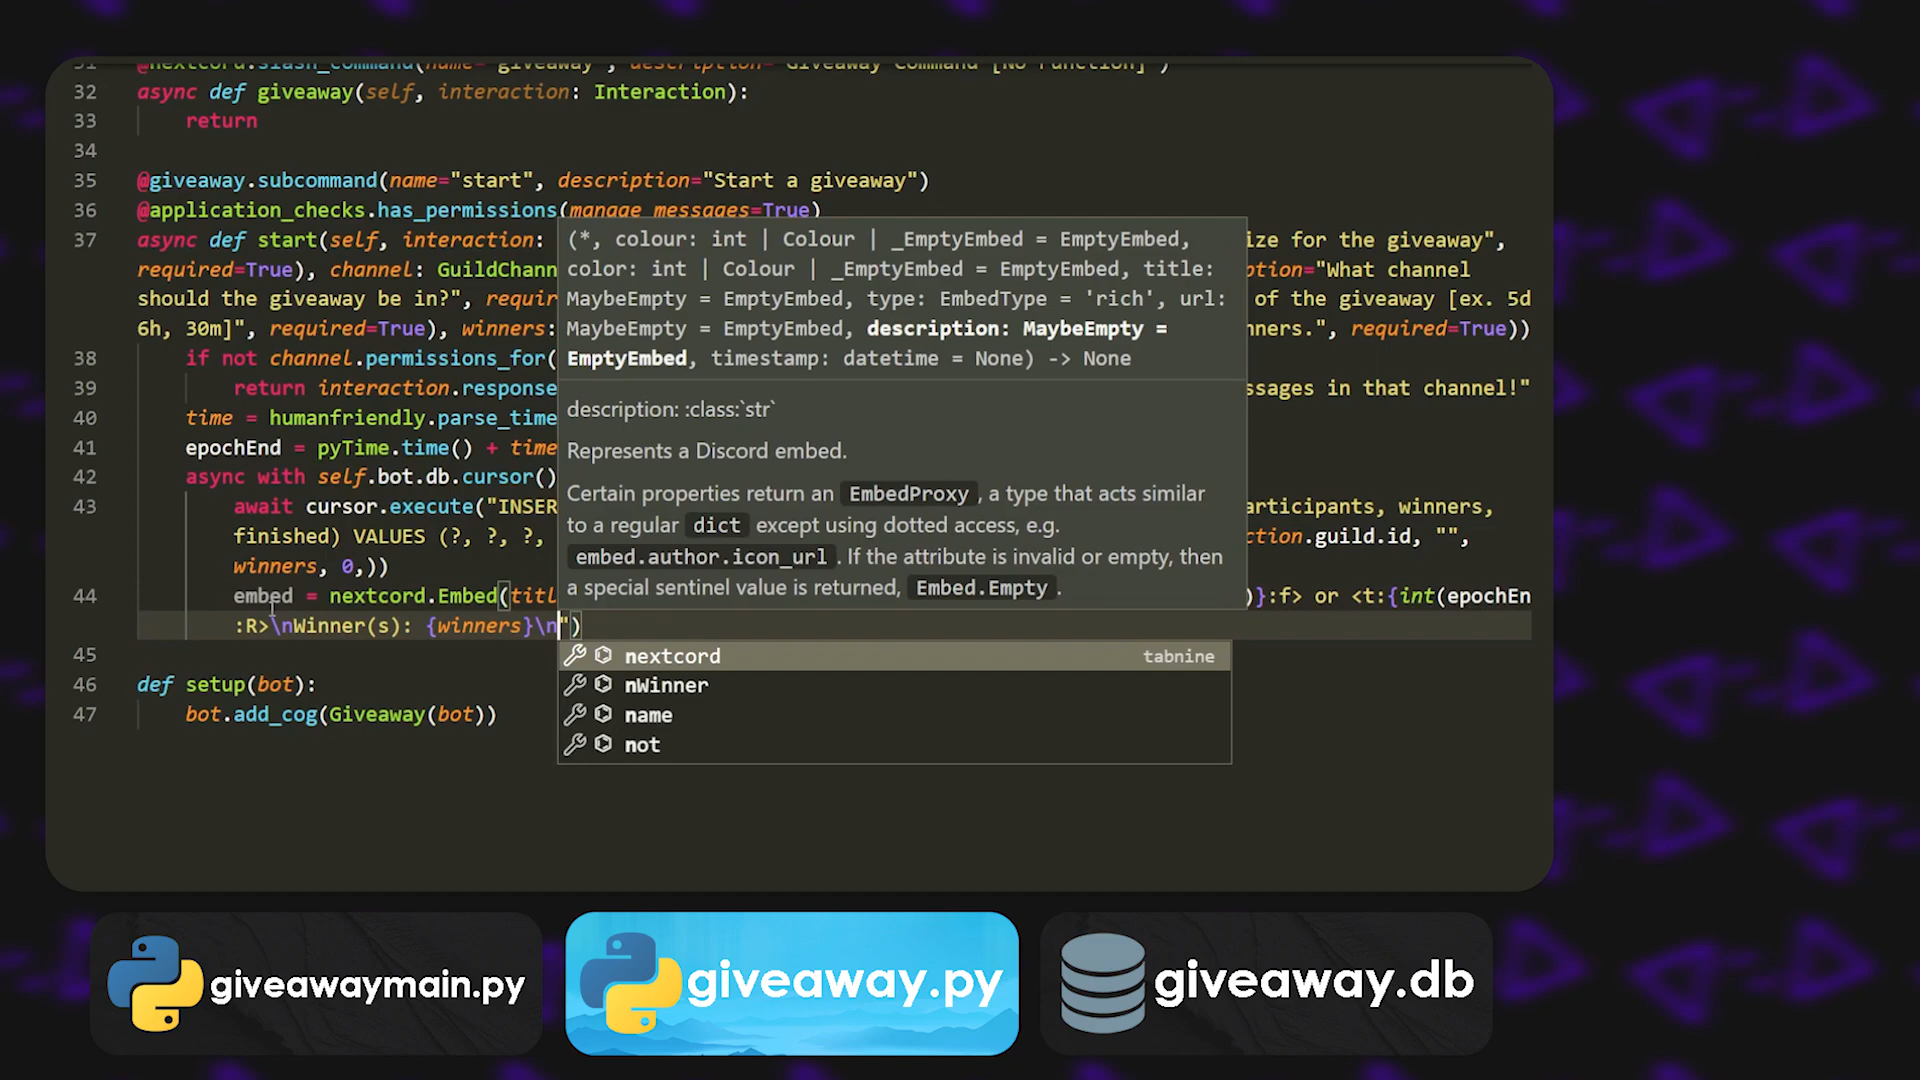 31 @nextcord.slash_command(name="giveaway", description="Giveaway Command [No Function]")
32 async def giveaway(self, interaction: Interaction):
33 return
34
35 @giveaway.subcommand(name="start", description="Start a giveaway")
36 @application_checks.has_permissions(manage_messages=True)
37 async def start(self, interaction: ize for the giveaway",
required=True), channel: GuildChann ption="What channel
should the giveaway be in?", requir of the giveaway [ex. 5d
6h, 30m]", required=True), winners: nners.", required=True))
38 if not channel.permissions_for(
39 return interaction.response ssages in that channel!"
40 time = humanfriendly.parse_time
41 epochEnd = pyTime.time() + time
42 async with self.bot.db.cursor()
43 await cursor.execute("INSER articipants, winners,
finished) VALUES (?, ?, ?, ction.guild.id, "",
winners, 0,))
44 embed = nextcord.Embed(titl )}:f> or <t:{int(epochEn
:R>\nWinner(s): {winners}\n")
45
46 def setup(bot):
47 bot.add_cog(Giveaway(bot))
(*, colour: int | Colour | _EmptyEmbed = EmptyEmbed,
color: int | Colour | _EmptyEmbed = EmptyEmbed, title:
MaybeEmpty = EmptyEmbed, type: EmbedType = 'rich', url:
MaybeEmpty = EmptyEmbed, description: MaybeEmpty =
EmptyEmbed, timestamp: datetime = None) -> None
description: :class:`str`
Represents a Discord embed.
Certain properties return an EmbedProxy , a type that acts similar
to a regular dict except using dotted access, e.g.
embed.author.icon_url . If the attribute is invalid or empty, then
a special sentinel value is returned, Embed.Empty .
nextcord tabnine
nWinner
name
not
giveawaymain.py
giveaway.py
giveaway.db